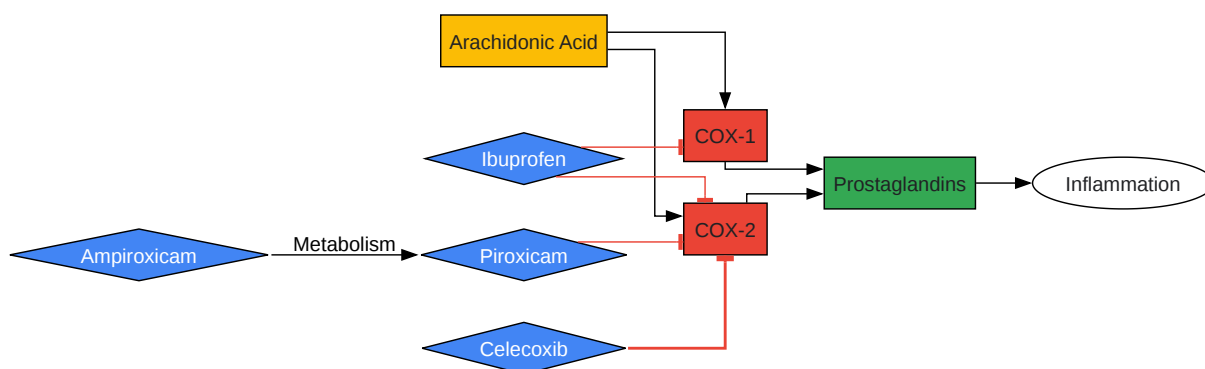 Arachidonic Acid
COX-1
Ibuprofen
Prostaglandins
Inflammation
COX-2
Metabolism
Ampiroxicam
Piroxicam
Celecoxib